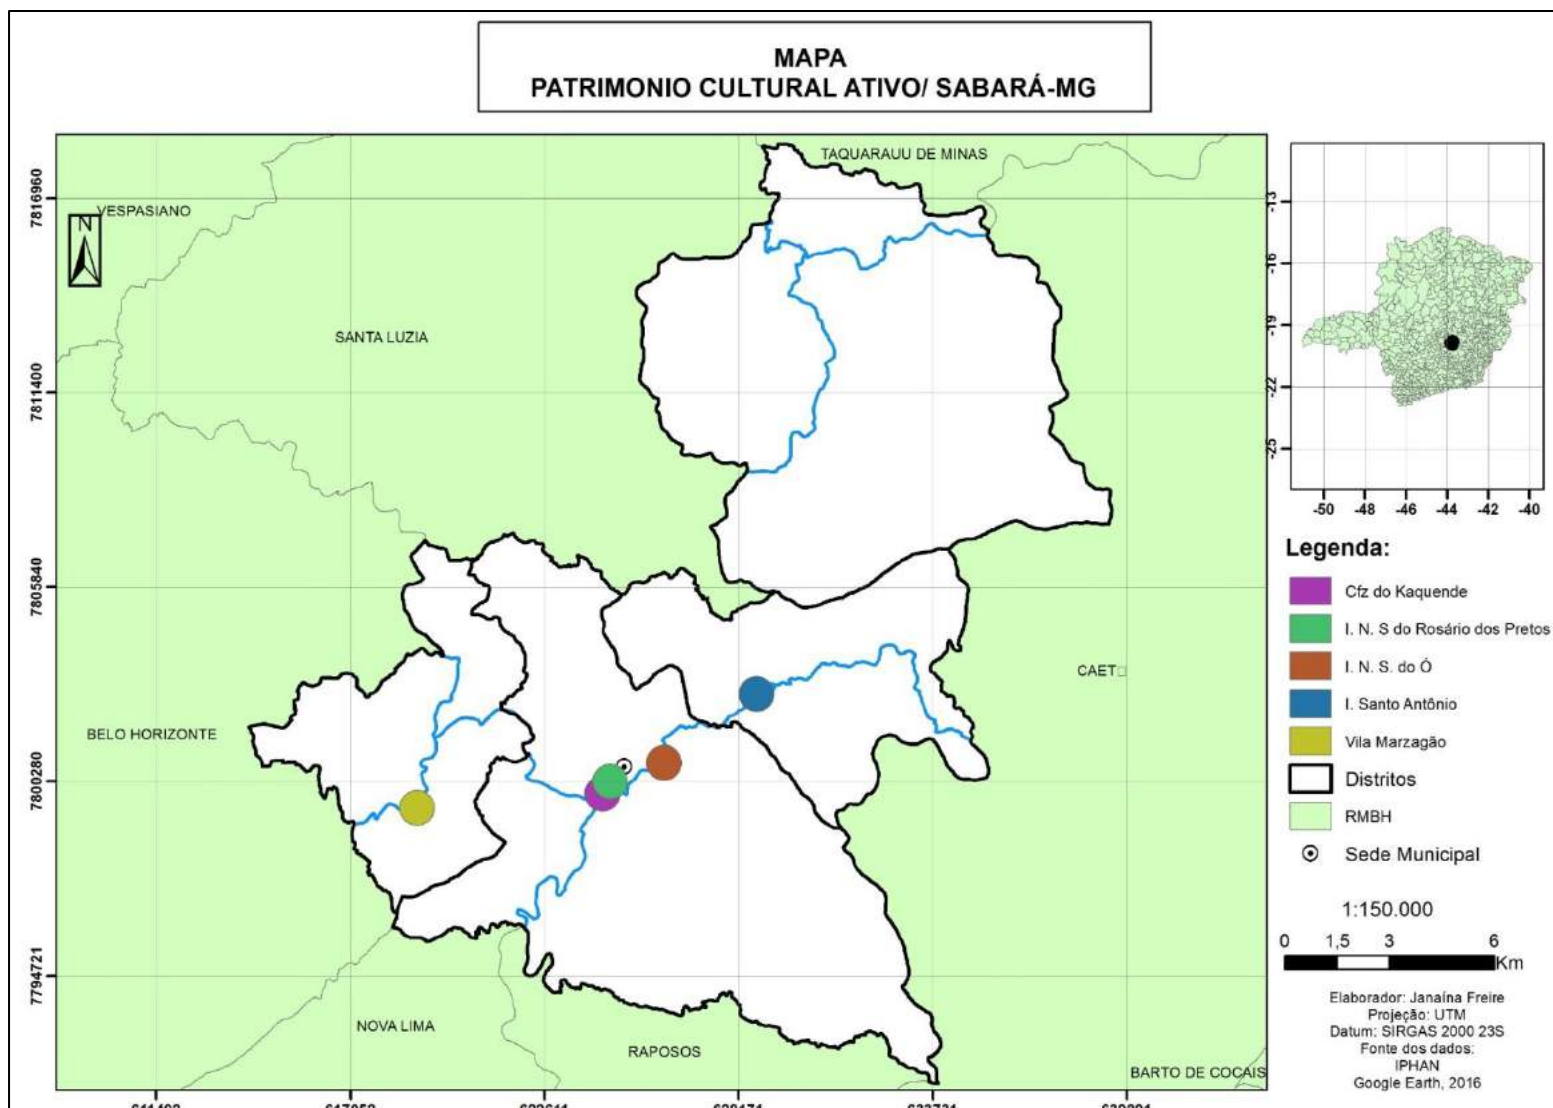 MAPA
PATRIMONIO CULTURAL ATIVO/ SABARÁ-MG
TAQUARAUU DE MINAS
VESPASIANO
N
SANTA LUZIA
CAET□
BELO HORIZONTE
NOVA LIMA
RAPOSOS
BARTO DE COCAIS
7816960
7811400
7805840
7800280
7794721
-13
-16
-19
-22
-25
-50 -48 -46 -44 -42 -40
Legenda:
Cfz do Kaquende
I. N. S do Rosário dos Pretos
I. N. S. do Ó
I. Santo Antônio
Vila Marzagão
Distritos
RMBH
Sede Municipal
1:150.000
0 1,5 3 6
Km
Elaborador: Janaína Freire
Projeção: UTM
Datum: SIRGAS 2000 23S
Fonte dos dados:
IPHAN
Google Earth, 2016